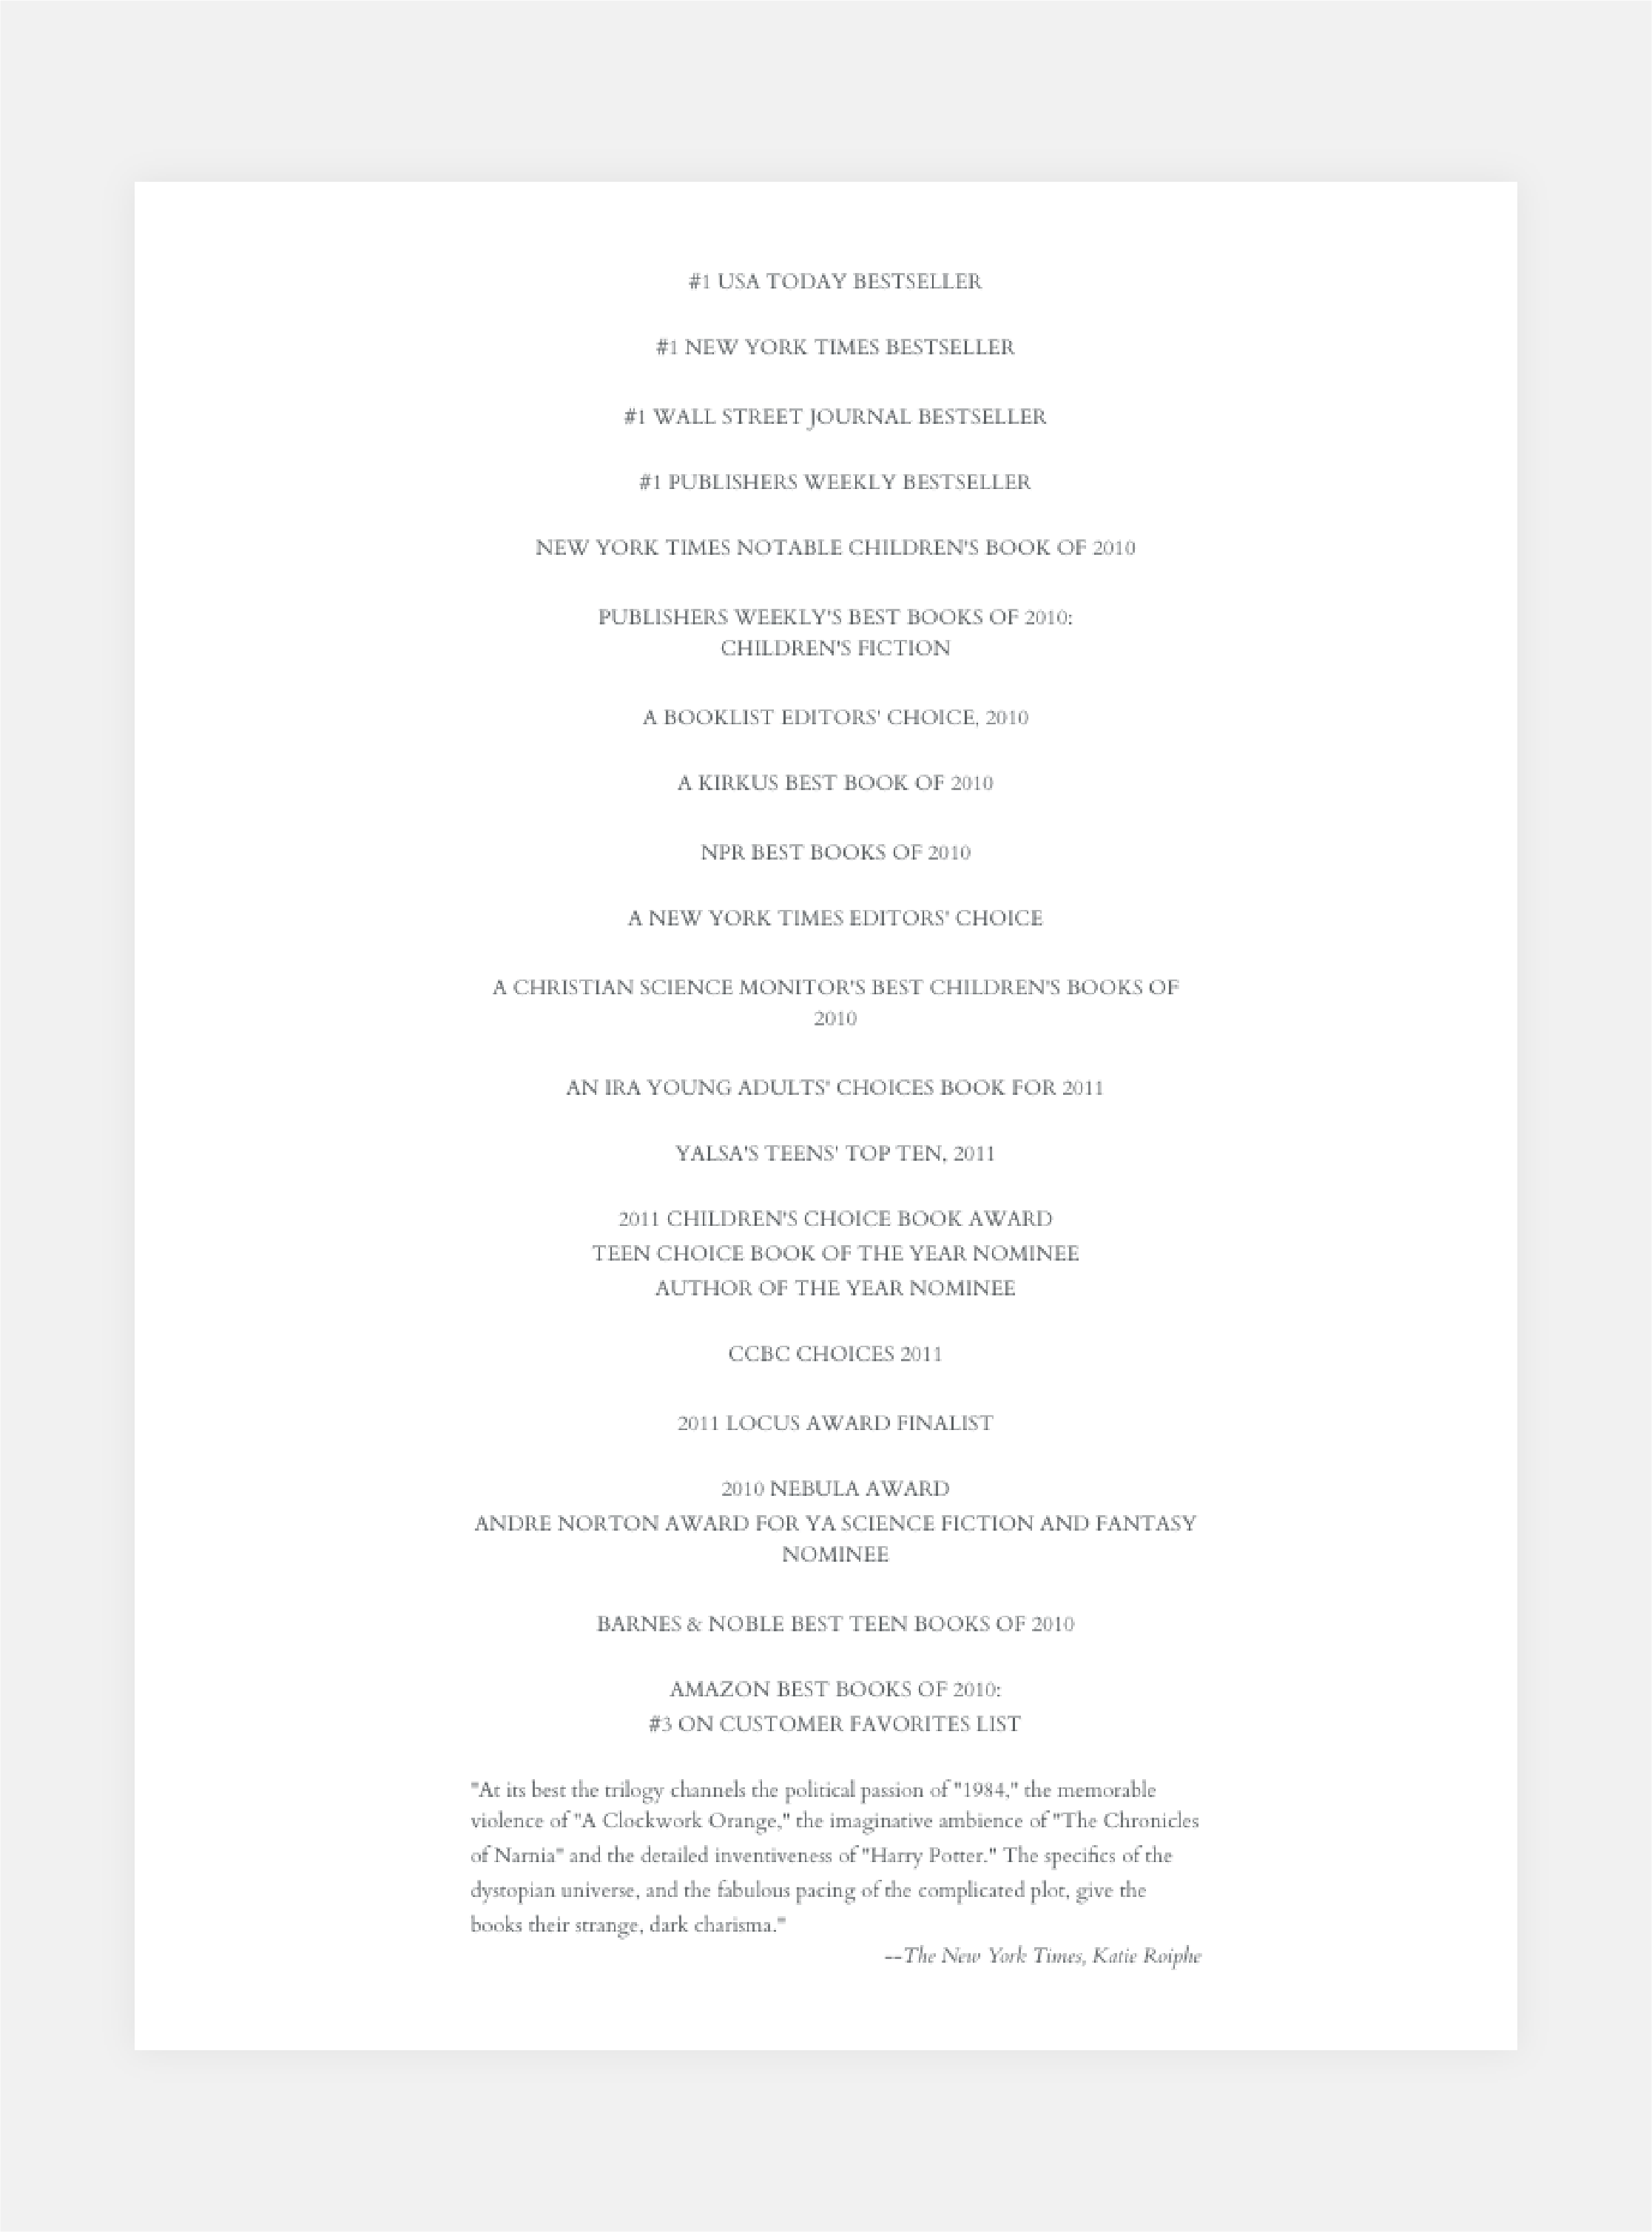 #1 USA TODAY BESTSELLER
#1 NEW YORK TIMES BESTSELLER
#1 WALL STREET JOURNAL BESTSELLER
#1 PUBLISHERS WEEKLY BESTSELLER
NEW YORK TIMES NOTABLE CHILDREN'S BOOK OF 2010
PUBLISHERS WEEKLY'S BEST BOOKS OF 2010:
CHILDREN'S FICTION
A BOOKLIST EDITORS' CHOICE, 2010
A KIRKUS BEST BOOK OF 2010
NPR BEST BOOKS OF 2010
A NEW YORK TIMES EDITORS' CHOICE
A CHRISTIAN SCIENCE MONITOR'S BEST CHILDREN'S BOOKS OF
2010
AN IRA YOUNG ADULTS' CHOICES BOOK FOR 2011
YALSA'S TEENS' TOP TEN, 2011
2011 CHILDREN'S CHOICE BOOK AWARD
TEEN CHOICE BOOK OF THE YEAR NOMINEE
AUTHOR OF THE YEAR NOMINEE
CCBC CHOICES 2011
2011 LOCUS AWARD FINALIST
2010 NEBULA AWARD
ANDRE NORTON AWARD FOR YA SCIENCE FICTION AND FANTASY
NOMINEE
BARNES & NOBLE BEST TEEN BOOKS OF 2010
AMAZON BEST BOOKS OF 2010:
#3 ON CUSTOMER FAVORITES LIST
"At its best the trilogy channels the political passion of "1984," the memorable
violence of "A Clockwork Orange," the imaginative ambience of "The Chronicles
of Narnia" and the detailed inventiveness of "Harry Potter." The specifics of the
dystopian universe, and the fabulous pacing of the complicated plot, give the
books their strange, dark charisma."
--The New York Times, Katie Roiphe